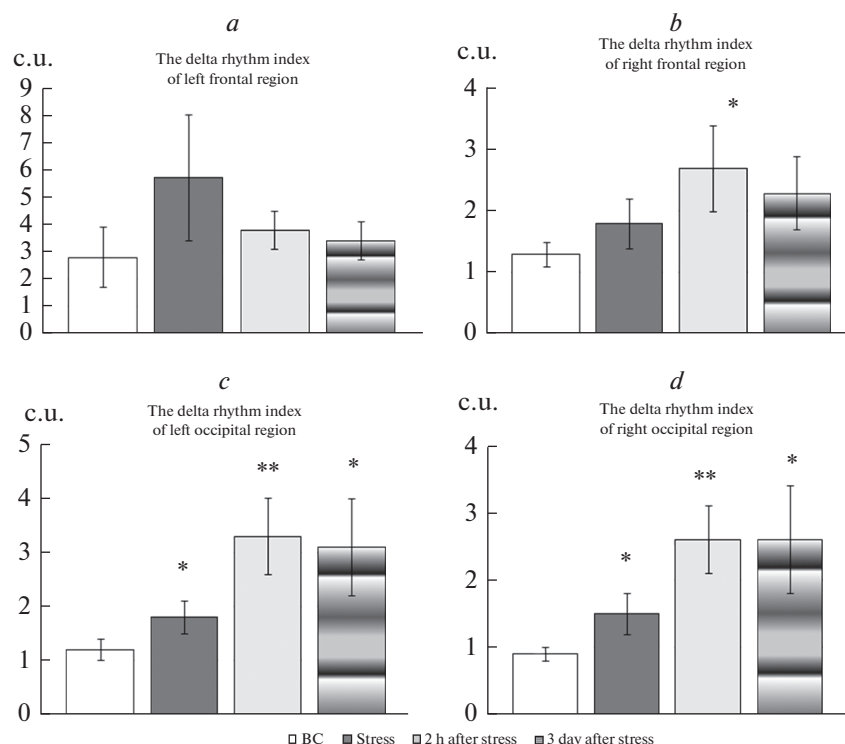 a
c.u.
The delta rhythm index
of left frontal region
9
8
7
6
5
4
3
2
1
0
b
c.u.
The delta rhythm index
of right frontal region
4
3
2
1
0
*
c
c.u.
The delta rhythm index
of left occipital region
5
4
3
2
1
0
*
**
*
d
c.u.
The delta rhythm index
of right occipital region
4
3
2
1
0
*
**
*
BC Stress 2 h after stress 3 day after stress